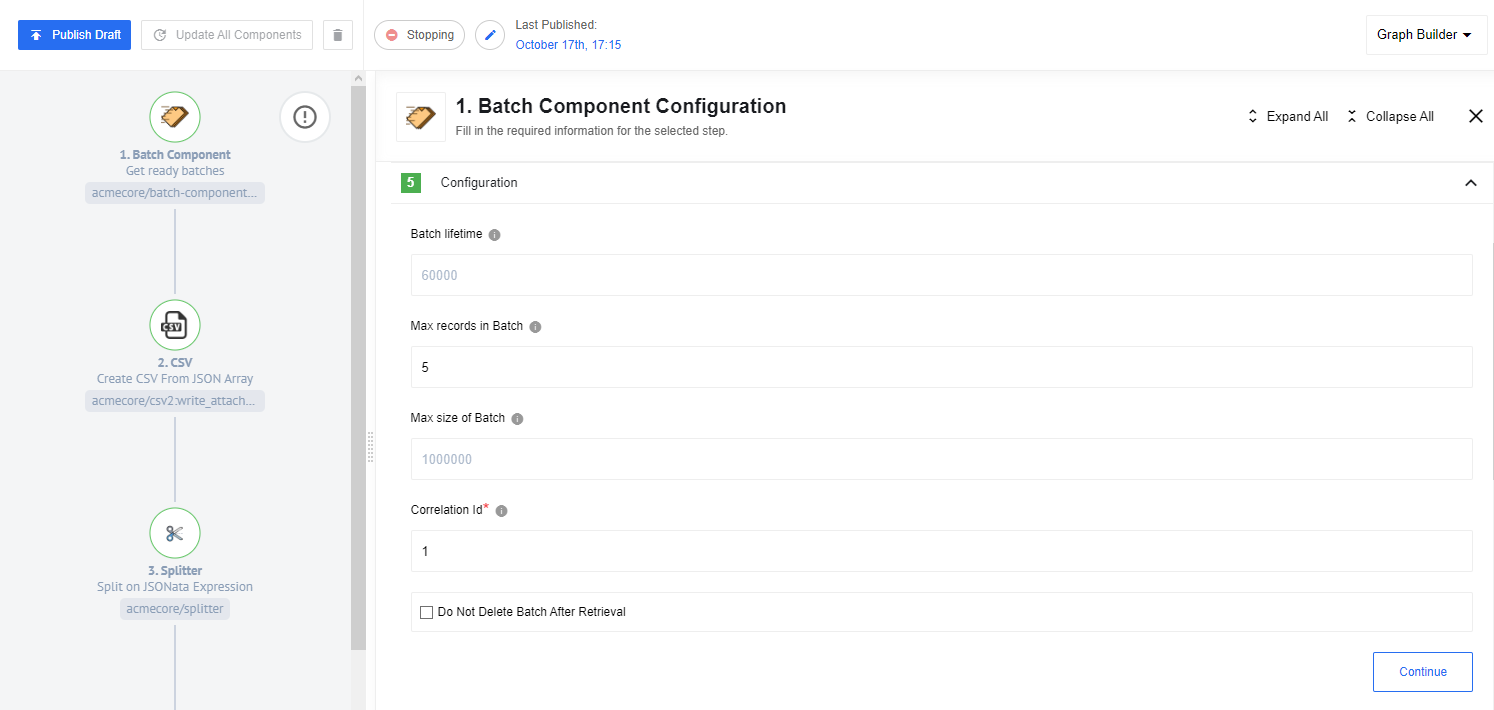 Publish Draft
Update All Components
Stopping
Last Published:
October 17th, 17:15
Graph Builder
1. Batch Component
Get ready batches
acmecore/batch-component...
2. CSV
CSV
Create CSV From JSON Array
acmecore/csv2:write_attach...
3. Splitter
Split on JSONata Expression
acmecore/splitter
1. Batch Component Configuration
Fill in the required information for the selected step.
Expand All
Collapse All
5 Configuration
Batch lifetime
60000
Max records in Batch
5
Max size of Batch
1000000
Correlation Id*
1
Do Not Delete Batch After Retrieval
Continue